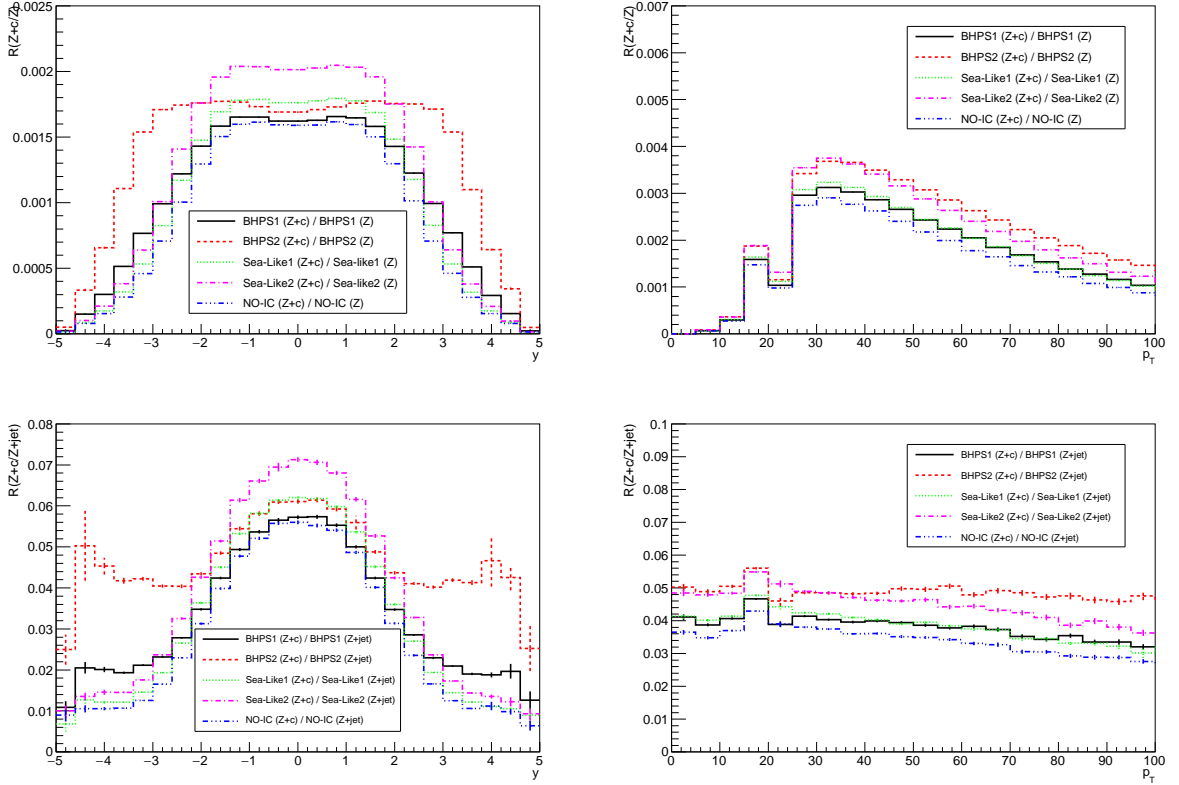 R(Z+c/Z)
0.0025
0.002
0.0015
0.001
0.0005
0
BHPS1 (Z+c) / BHPS1 (Z)
BHPS2 (Z+c) / BHPS2 (Z)
Sea-Like1 (Z+c) / Sea-like1 (Z)
Sea-Like2 (Z+c) / Sea-like2 (Z)
NO-IC (Z+c) / NO-IC (Z)
−5 −4 −3 −2 −1 0 1 2 3 4 5
y
R(Z+c/Z)
0.007
0.006
0.005
0.004
0.003
0.002
0.001
0
BHPS1 (Z+c) / BHPS1 (Z)
BHPS2 (Z+c) / BHPS2 (Z)
Sea-Like1 (Z+c) / Sea-Like1 (Z)
Sea-Like2 (Z+c) / Sea-Like2 (Z)
NO-IC (Z+c) / NO-IC (Z)
0 10 20 30 40 50 60 70 80 90 100
p_T
R(Z+c/Z+jet)
0.08
0.07
0.06
0.05
0.04
0.03
0.02
0.01
0
BHPS1 (Z+c) / BHPS1 (Z+jet)
BHPS2 (Z+c) / BHPS2 (Z+jet)
Sea-Like1 (Z+c) / Sea-Like1 (Z+jet)
Sea-Like2 (Z+c) / Sea-Like2 (Z+jet)
NO-IC (Z+c) / NO-IC (Z+jet)
−5 −4 −3 −2 −1 0 1 2 3 4 5
y
R(Z+c/Z+jet)
0.1
0.09
0.08
0.07
0.06
0.05
0.04
0.03
0.02
0.01
0
BHPS1 (Z+c) / BHPS1 (Z+jet)
BHPS2 (Z+c) / BHPS2 (Z+jet)
Sea-Like1 (Z+c) / Sea-Like1 (Z+jet)
Sea-Like2 (Z+c) / Sea-Like2 (Z+jet)
NO-IC (Z+c) / NO-IC (Z+jet)
0 10 20 30 40 50 60 70 80 90 100
p_T